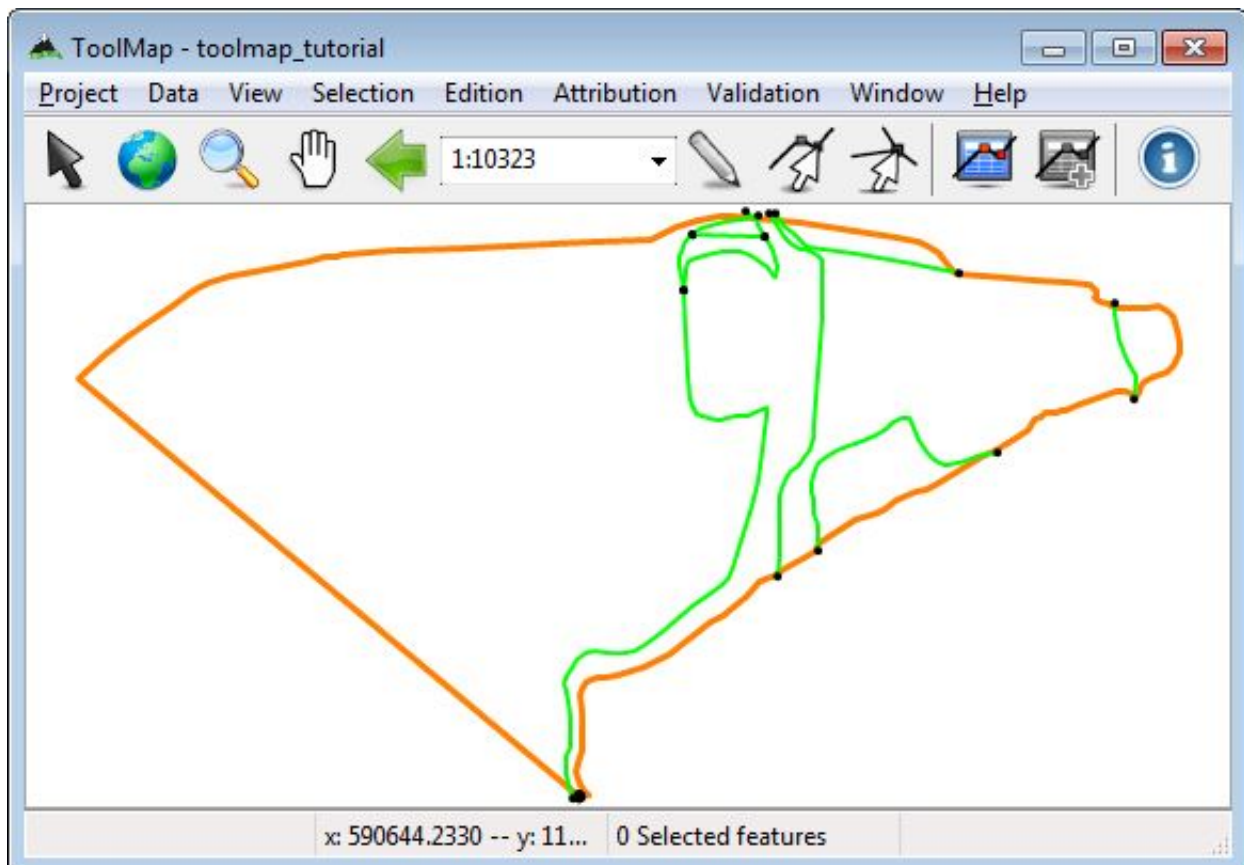 ToolMap - toolmap_tutorial
Project Data View Selection Edition Attribution Validation Window Help
1:10323
x: 590644.2330 -- y: 11... 0 Selected features